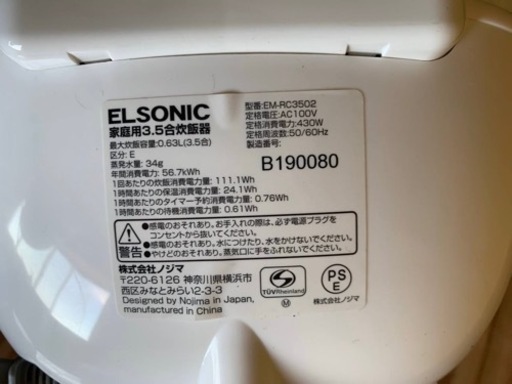 ELSONIC
家庭用3.5合炊飯器
最大炊飯容量:0.63L(3.5合)
区分:E
蒸発水量:34g
年間消費電力:56.7kWh
1回あたりの炊飯消費電力量:111.1Wh
1時間あたりの保温消費電力量:24.1Wh
1時間あたりのタイマー予約消費電力量:0.76Wh
1時間あたりの待機消費電力量:0.61Wh
型番:EM-RC3502
定格電圧:AC100V
定格消費電力:430W
定格周波数:50/60Hz
製造番号:
B190080
警告
●感電のおそれあり。お手入れの際は、必ず電源プラグを
コンセントから抜いてください。
●感電のおそれあり。水につけたり、水をかけないでください。
●やけどのおそれあり。蒸気口に手をふれないでください。
株式会社ノジマ
〒220-6126 神奈川県横浜市
西区みなとみらい2-3-3
Designed by Nojima in Japan,
manufactured in China
TÜVRheinland
M
PS
E
株式会社ノジマ